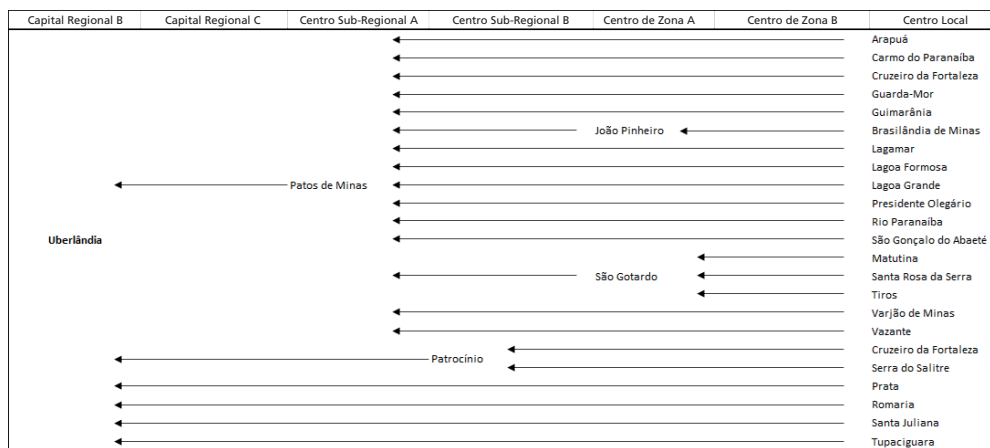 Capital Regional B Capital Regional C Centro Sub-Regional A Centro Sub-Regional B Centro de Zona A Centro de Zona B Centro Local
Arapuá
Carmo do Paranaíba
Cruzeiro da Fortaleza
Guarda-Mor
Guimarânia
João Pinheiro Brasilândia de Minas
Lagamar
Lagoa Formosa
Patos de Minas Lagoa Grande
Presidente Olegário
Rio Paranaíba
Uberlândia São Gonçalo do Abaeté
Matutina
São Gotardo Santa Rosa da Serra
Tiros
Varjão de Minas
Vazante
Cruzeiro da Fortaleza
Patrocínio
Serra do Salitre
Prata
Romaria
Santa Juliana
Tupaciguara